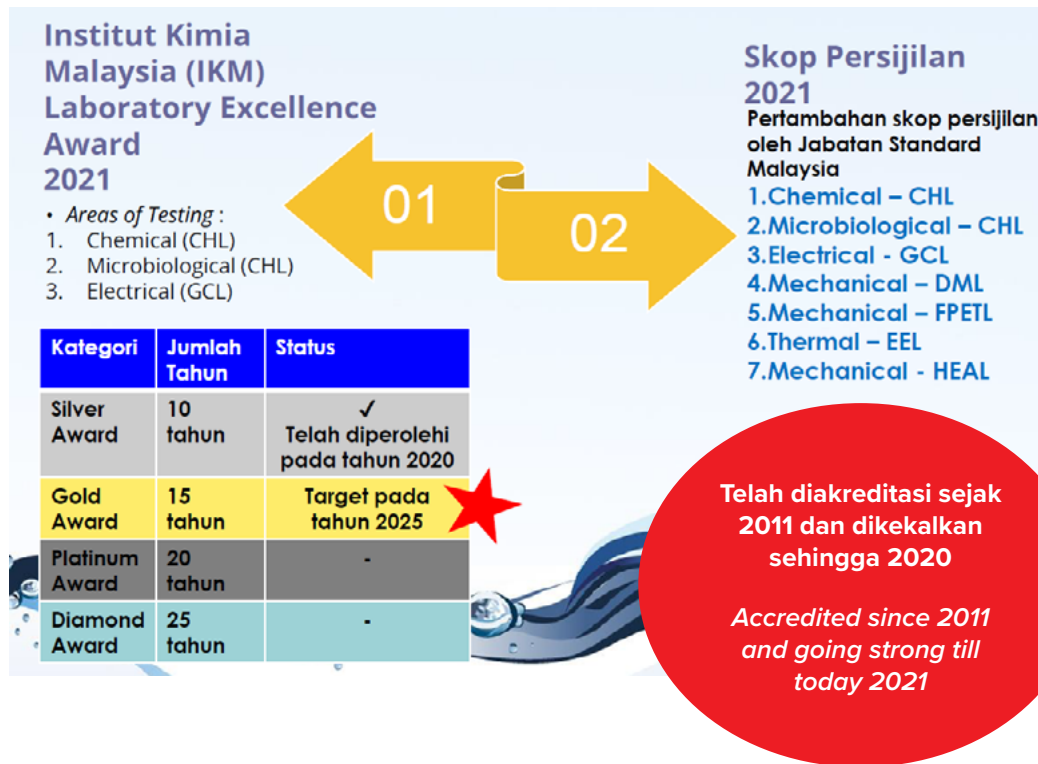 Institut Kimia
Malaysia (IKM)
Laboratory Excellence
Award
2021
• Areas of Testing :
1. Chemical (CHL)
2. Microbiological (CHL)
3. Electrical (GCL)
01
02
Skop Persijilan
2021
Pertambahan skop persijilan
oleh Jabatan Standard
Malaysia
1.Chemical – CHL
2.Microbiological – CHL
3.Electrical - GCL
4.Mechanical – DML
5.Mechanical – FPETL
6.Thermal – EEL
7.Mechanical - HEAL
Kategori Jumlah Status
Tahun
Silver 10 ✓
Award tahun Telah diperolehi
pada tahun 2020
Gold 15 Target pada
Award tahun tahun 2025
Platinum 20 -
Award tahun
Diamond 25 -
Award tahun
Telah diakreditasi sejak
2011 dan dikekalkan
sehingga 2020
Accredited since 2011
and going strong till
today 2021